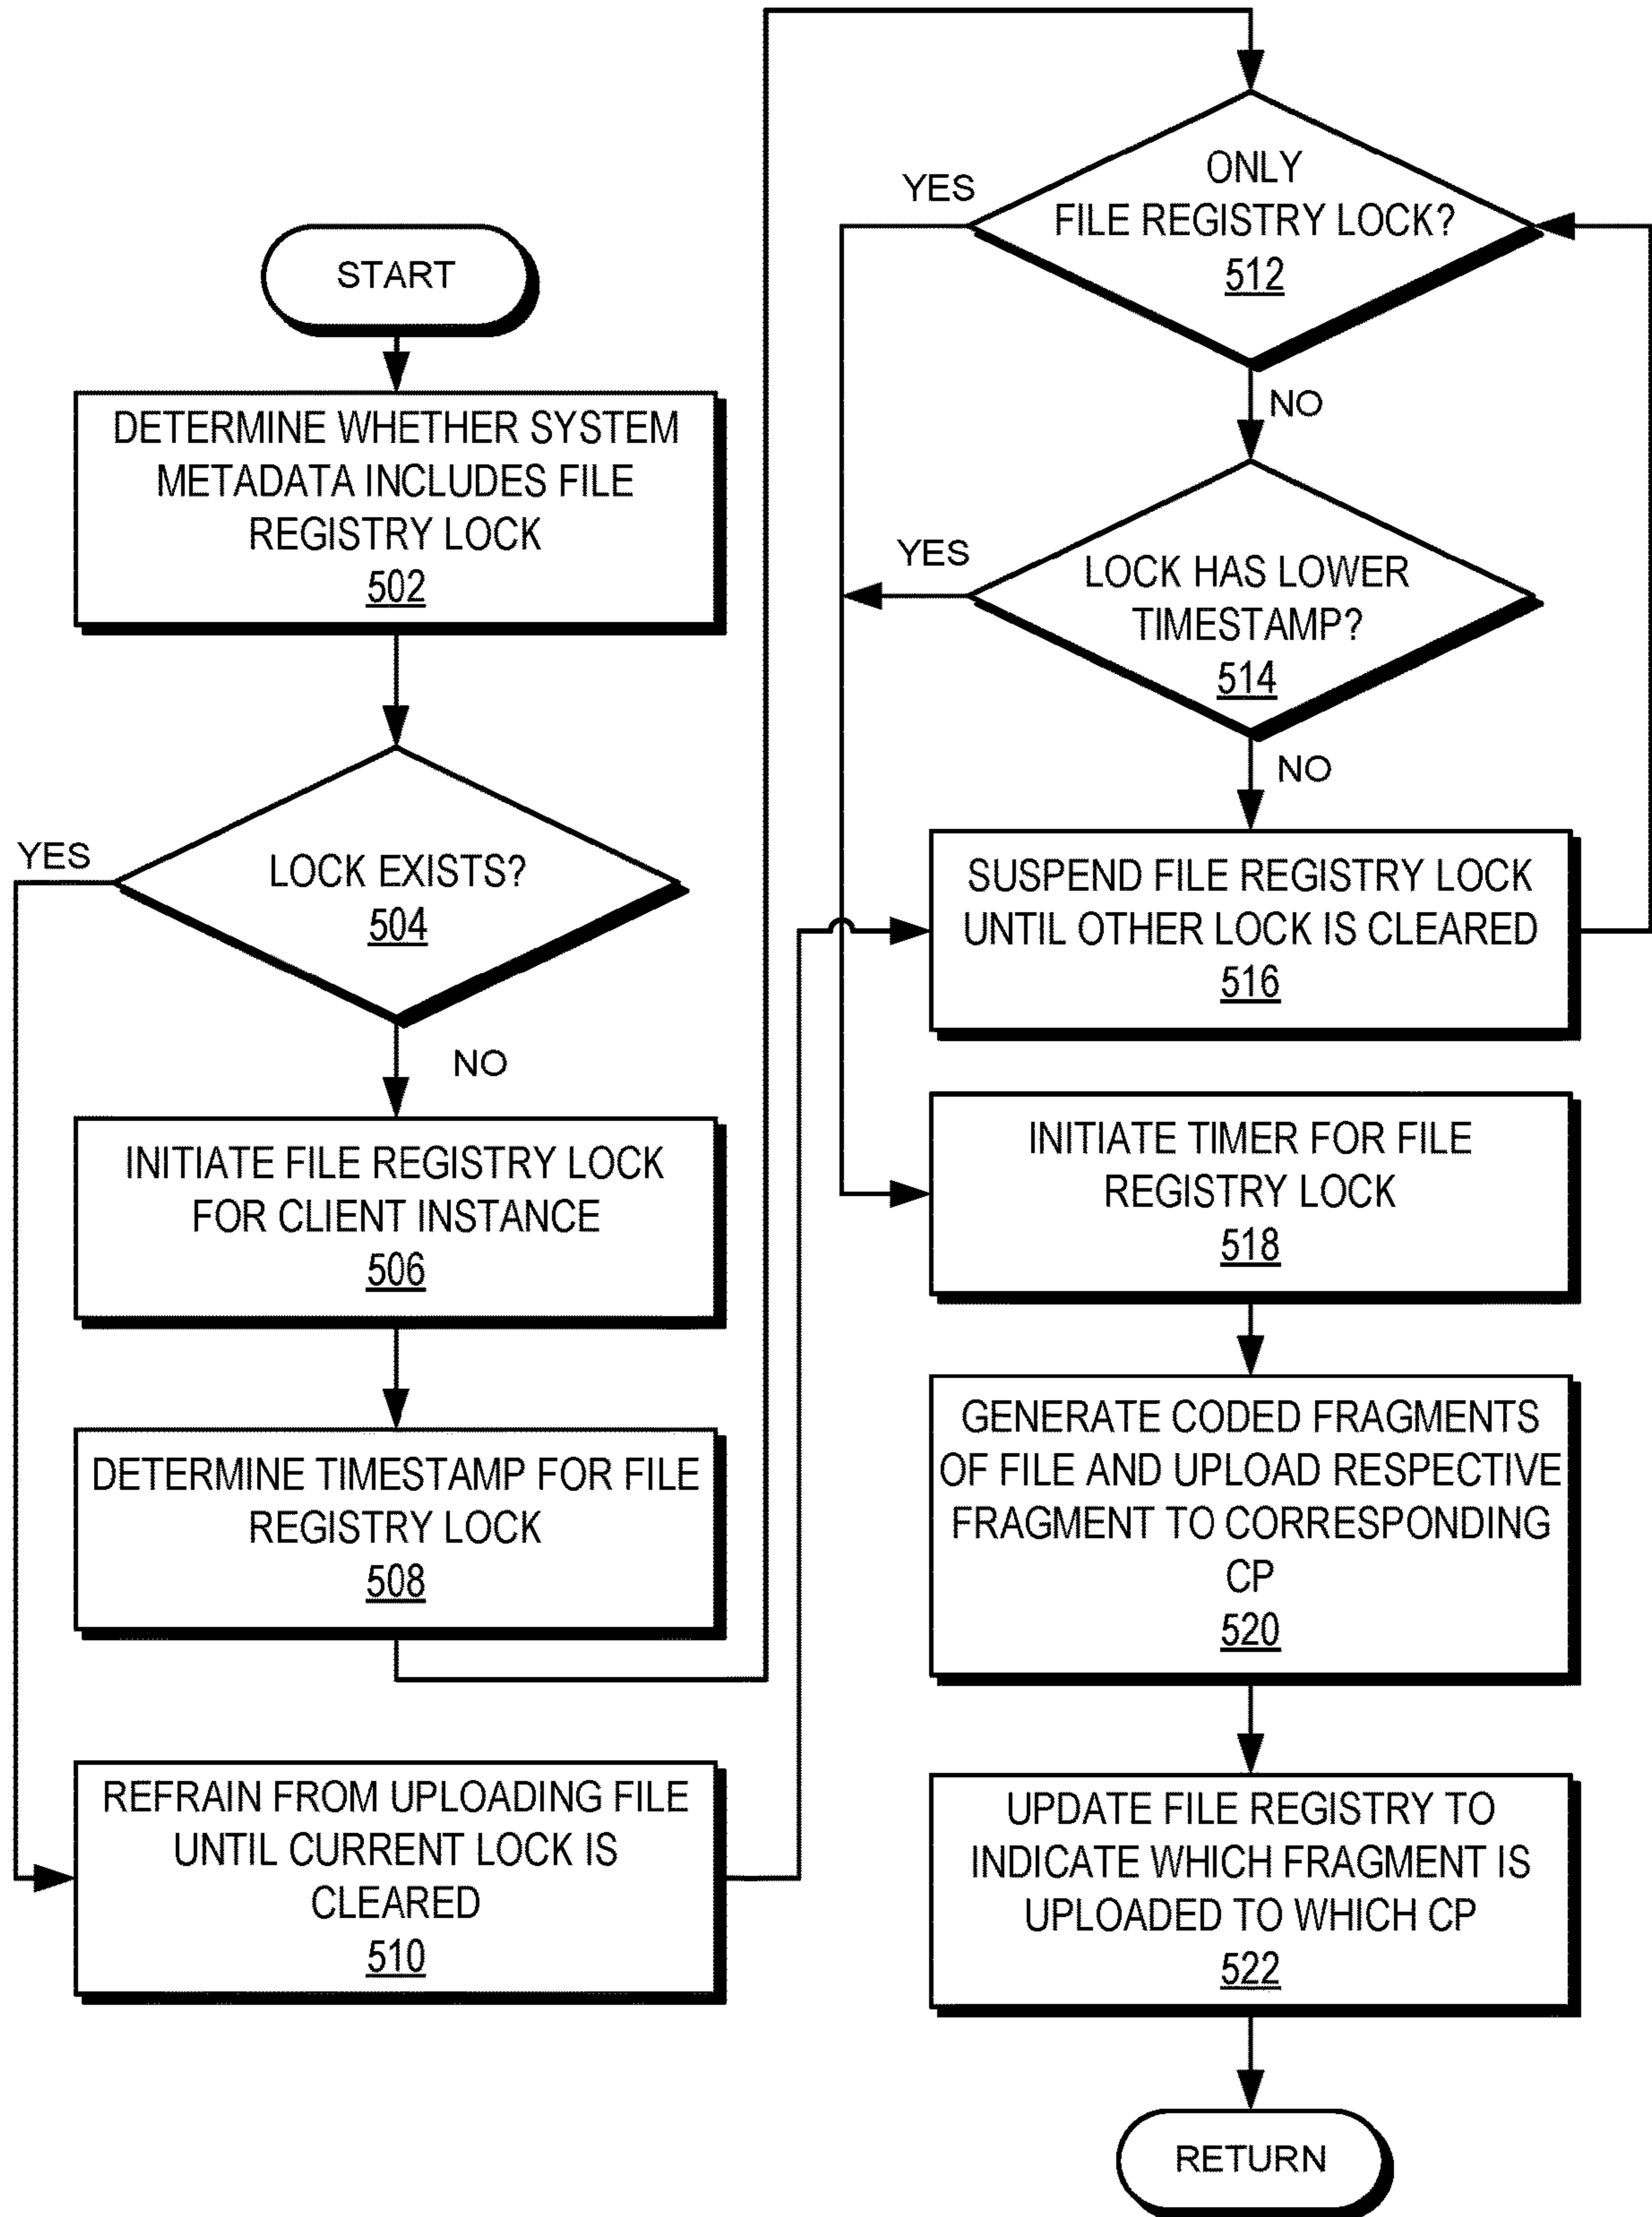 START
DETERMINE WHETHER SYSTEM
METADATA INCLUDES FILE
REGISTRY LOCK
502
YES
LOCK EXISTS?
504
NO
INITIATE FILE REGISTRY LOCK
FOR CLIENT INSTANCE
506
DETERMINE TIMESTAMP FOR FILE
REGISTRY LOCK
508
REFRAIN FROM UPLOADING FILE
UNTIL CURRENT LOCK IS
CLEARED
510
YES
ONLY
FILE REGISTRY LOCK?
512
NO
YES
LOCK HAS LOWER
TIMESTAMP?
514
NO
SUSPEND FILE REGISTRY LOCK
UNTIL OTHER LOCK IS CLEARED
516
INITIATE TIMER FOR FILE
REGISTRY LOCK
518
GENERATE CODED FRAGMENTS
OF FILE AND UPLOAD RESPECTIVE
FRAGMENT TO CORRESPONDING
CP
520
UPDATE FILE REGISTRY TO
INDICATE WHICH FRAGMENT IS
UPLOADED TO WHICH CP
522
RETURN